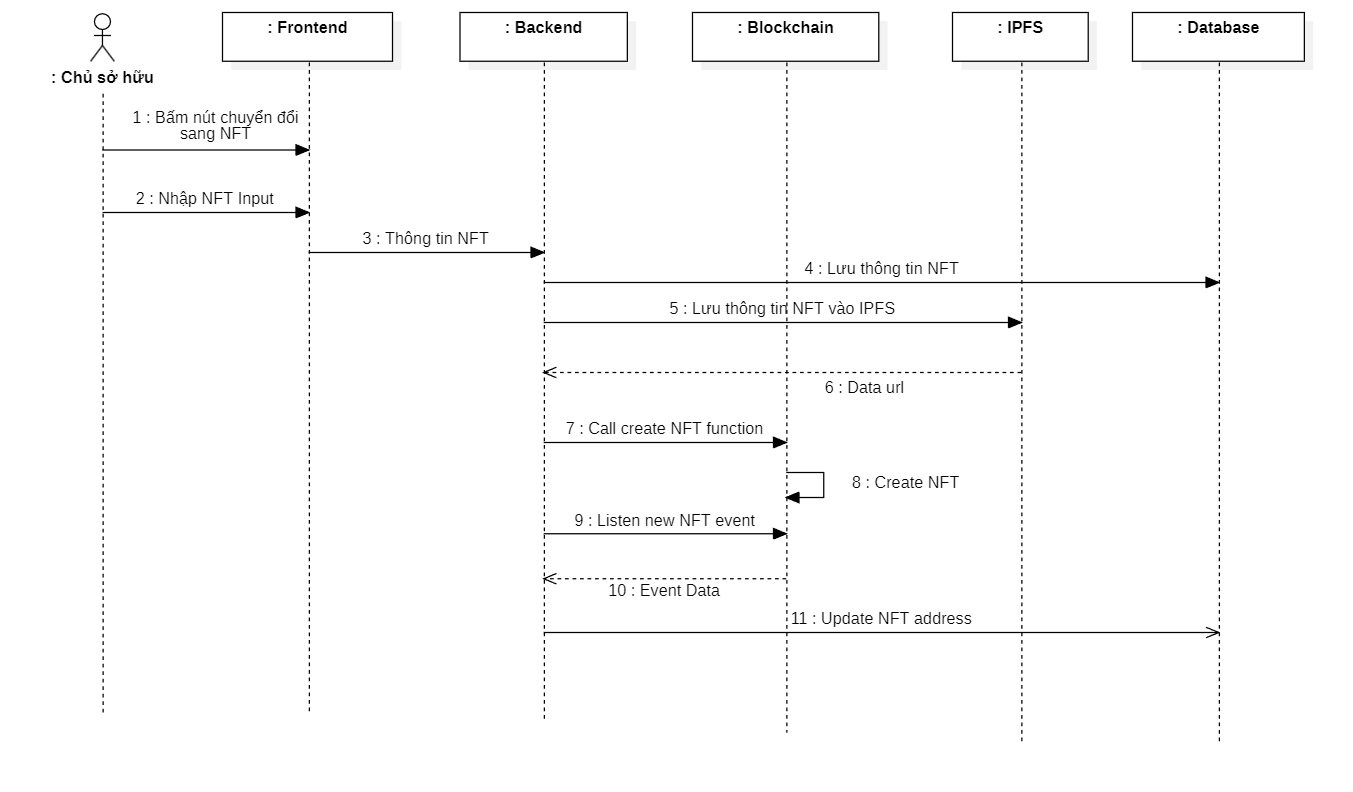 : Frontend
: Backend
: Blockchain
: IPFS
: Database
: Chủ sở hữu
1 : Bấm nút chuyển đổi
sang NFT
2 : Nhập NFT Input
3 : Thông tin NFT
4 : Lưu thông tin NFT
5 : Lưu thông tin NFT vào IPFS
6 : Data url
7 : Call create NFT function
8 : Create NFT
9 : Listen new NFT event
10 : Event Data
11 : Update NFT address